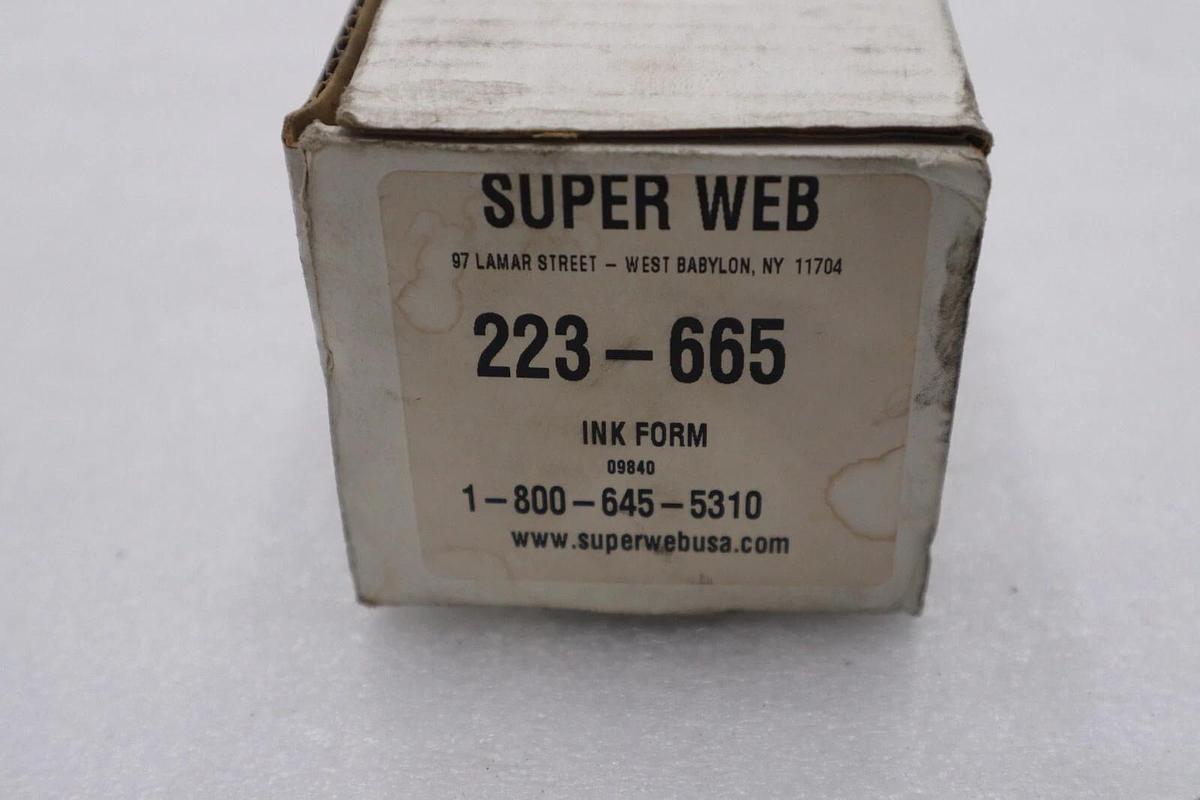 SUPER WEB
97 LAMAR STREET – WEST BABYLON, NY 11704
223–665
INK FORM
09840
1–800–645–5310
www.superwebusa.com